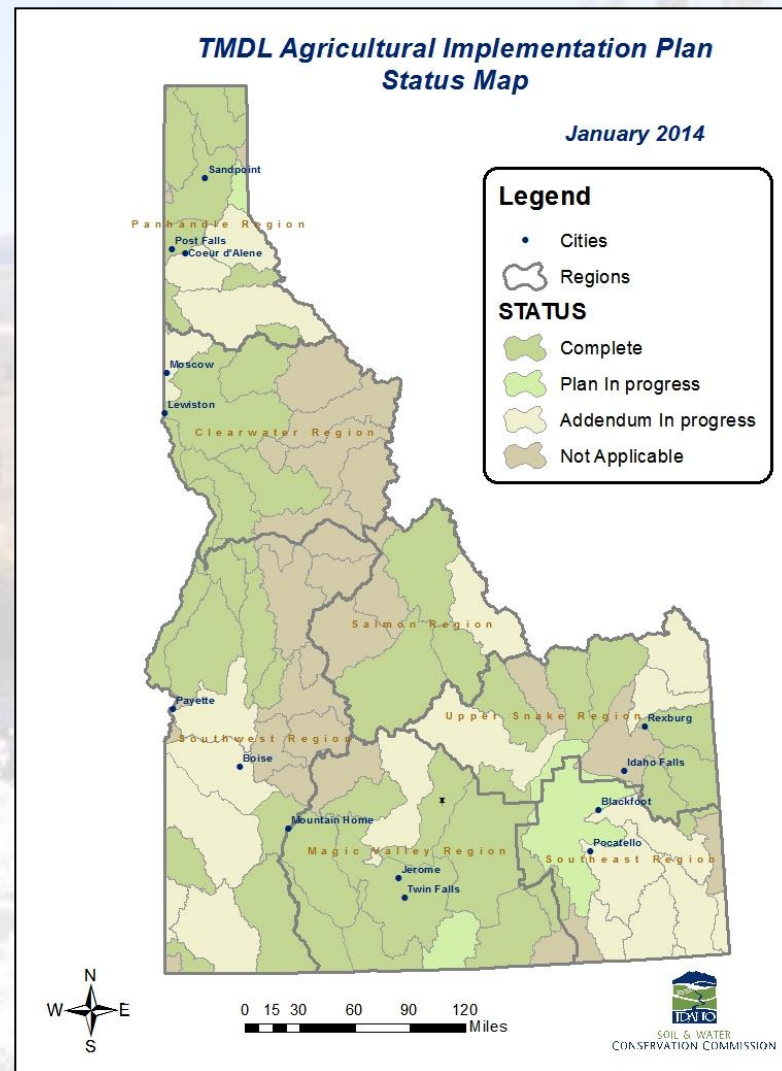 TMDL Agricultural Implementation Plan
Status Map
January 2014
Legend
Cities
Regions
STATUS
Complete
Plan In progress
Addendum In progress
Not Applicable
Sandpoint
Panhandle Region
Post Falls
Coeur d'Alene
Moscow
Lewiston
Clearwater Region
Salmon Region
Payette
Upper Snake Region
Rexburg
Southwest Region
Boise
Idaho Falls
Blackfoot
Mountain Home
Magic Valley Region
Pocatello
Southeast Region
Jerome
Twin Falls
N
W E
S
0 15 30 60 90 120
Miles
IDAHO
SOIL & WATER
CONSERVATION COMMISSION